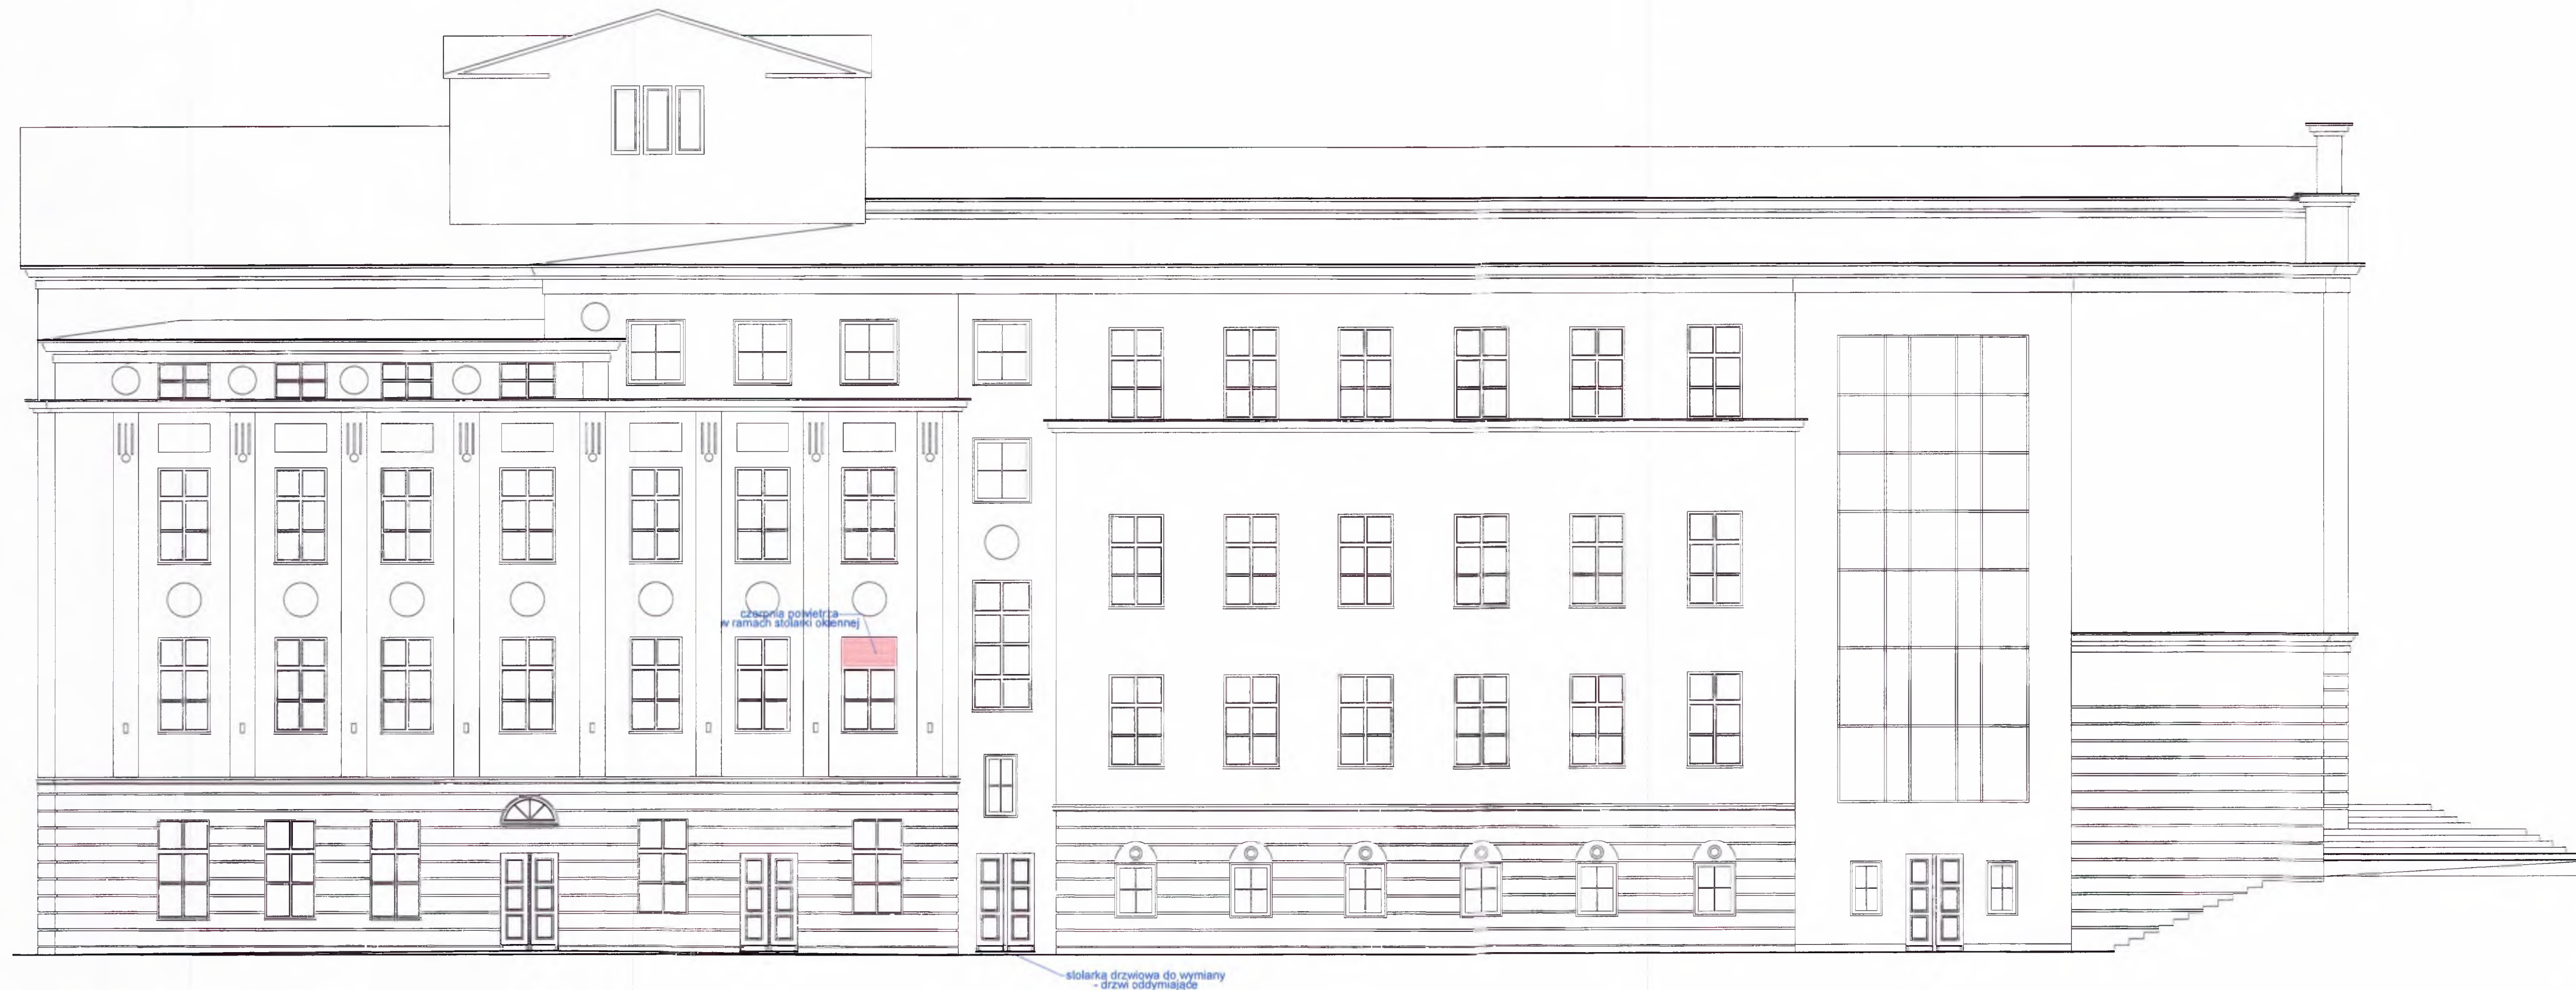 czerpnia powietrza
w ramach stolarki okiennej
stolarka drzwiowa do wymiany
- drzwi oddymiające